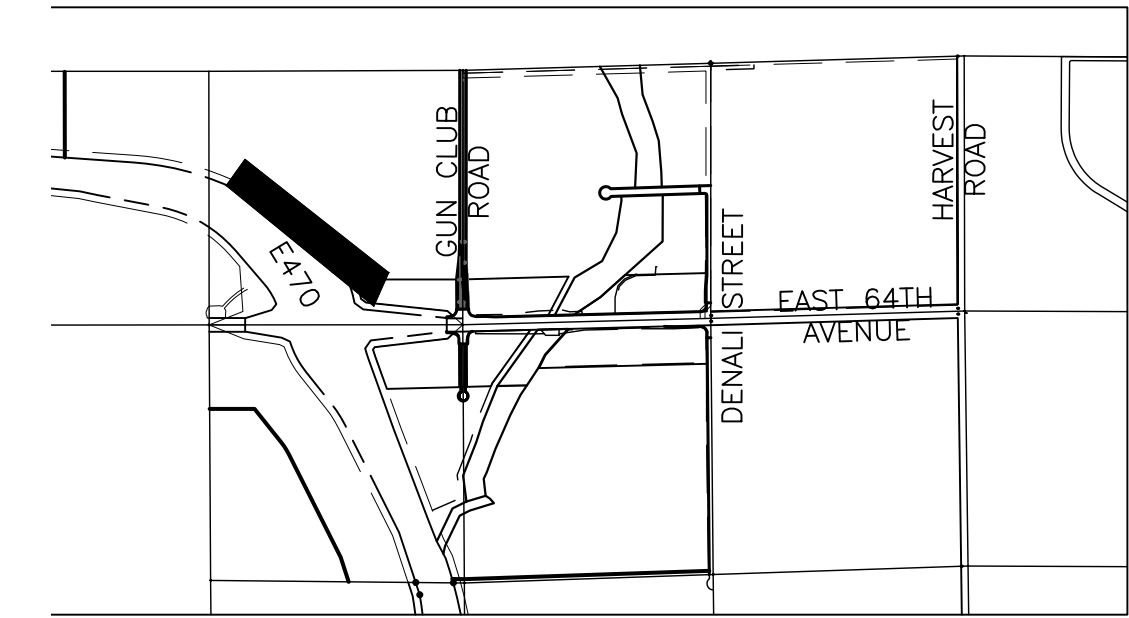 GUN CLUB
ROAD
E470
DENALI STREET
EAST 64TH
AVENUE
HARVEST
ROAD